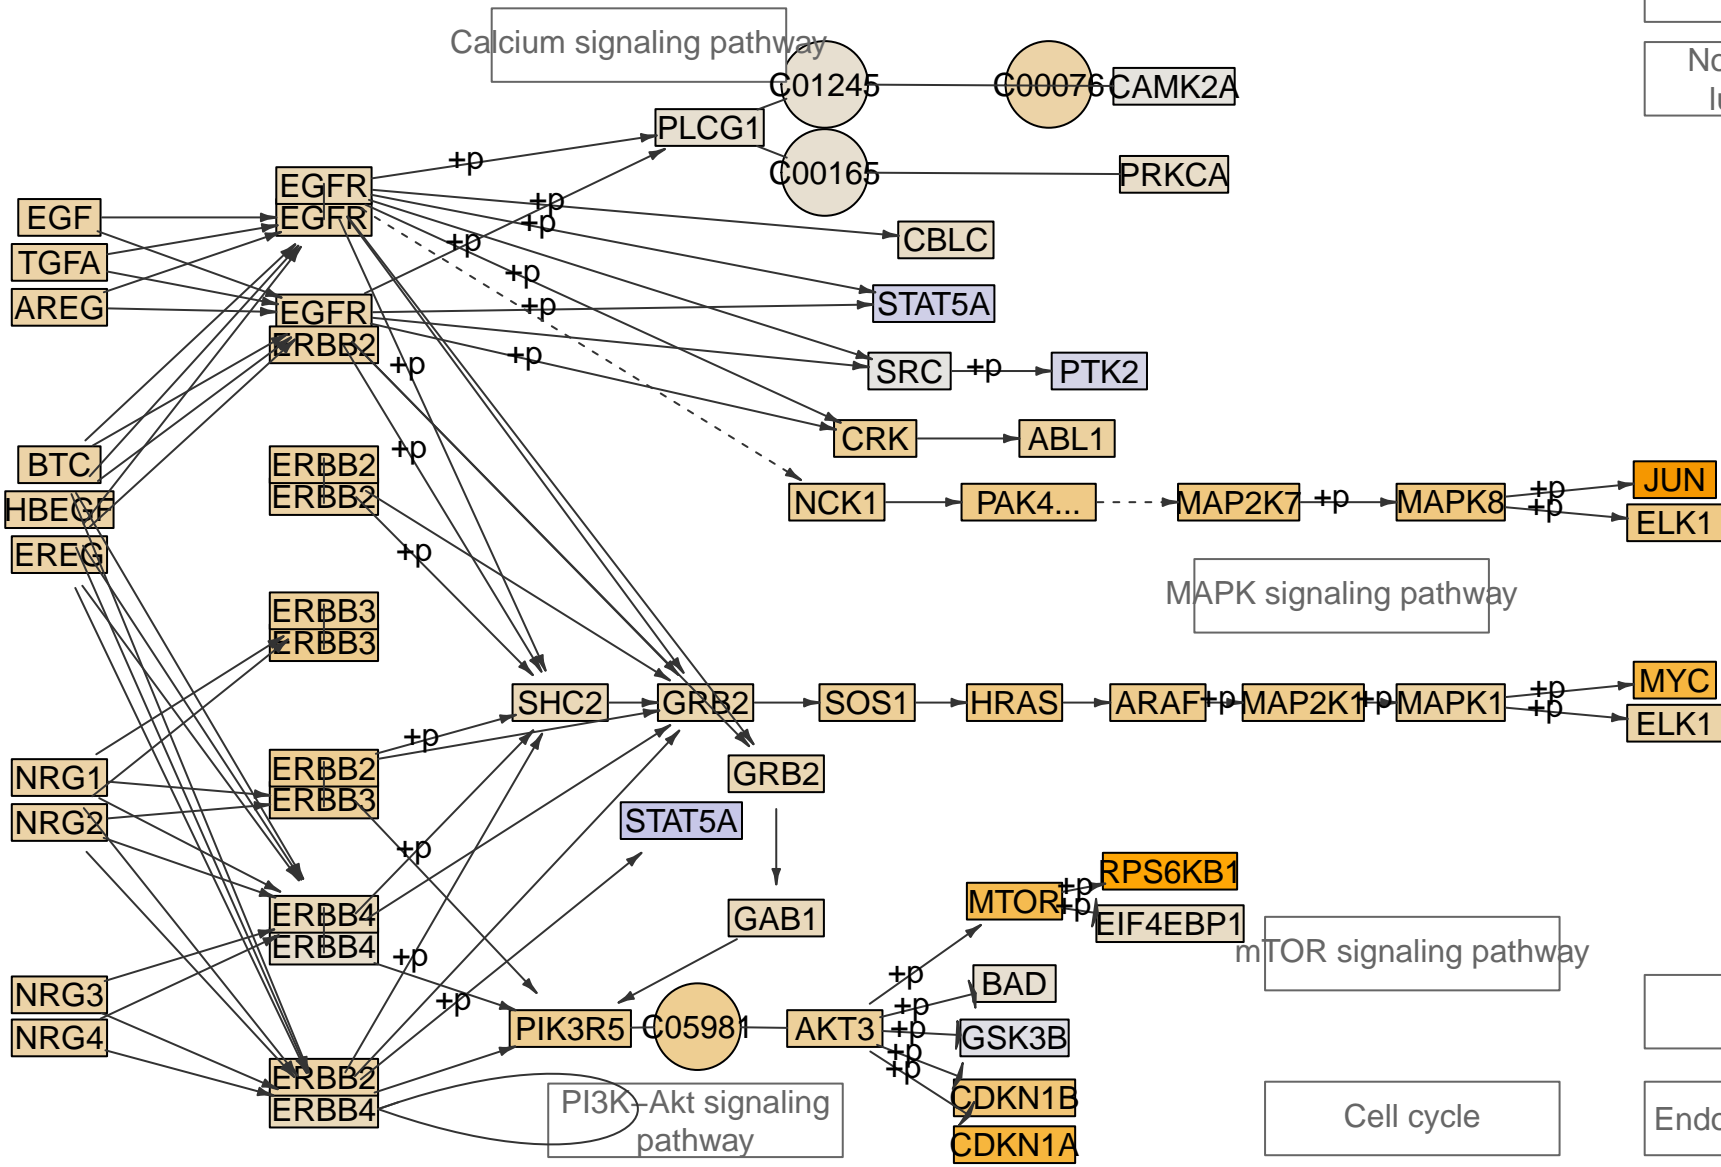 Calcium signaling pathway
C01245
C00076
CAMK2A
PLCG1
C00165
PRKCA
No
+p
EGFR
EGFR
EGF
TGFA
AREG
+p
+p
+p
CBLC
+p
STAT5A
EGFR
ERBB2
+p
+p
+p
SRC
+p
PTK2
CRK
ABL1
BTC
HBEGF
EREG
ERBB2
ERBB2
+p
+p
NCK1
PAK4...
MAP2K7
+p
MAPK8
+p
+p
JUN
ELK1
MAPK signaling pathway
ERBB3
ERBB3
SHC2
GRB2
SOS1
HRAS
ARAF
+p
MAP2K1
+p
MAPK1
+p
+p
MYC
ELK1
NRG1
NRG2
ERBB2
ERBB3
+p
+p
GRB2
STAT5A
GAB1
ERBB4
ERBB4
+p
+p
MTOR
+p
+p
RPS6KB1
EIF4EBP1
mTOR signaling pathway
NRG3
NRG4
ERBB2
ERBB4
PIK3R5
C05981
AKT3
+p
+p
+p
+p
+p
BAD
GSK3B
CDKN1B
CDKN1A
PI3K–Akt signaling
pathway
Cell cycle
Endo